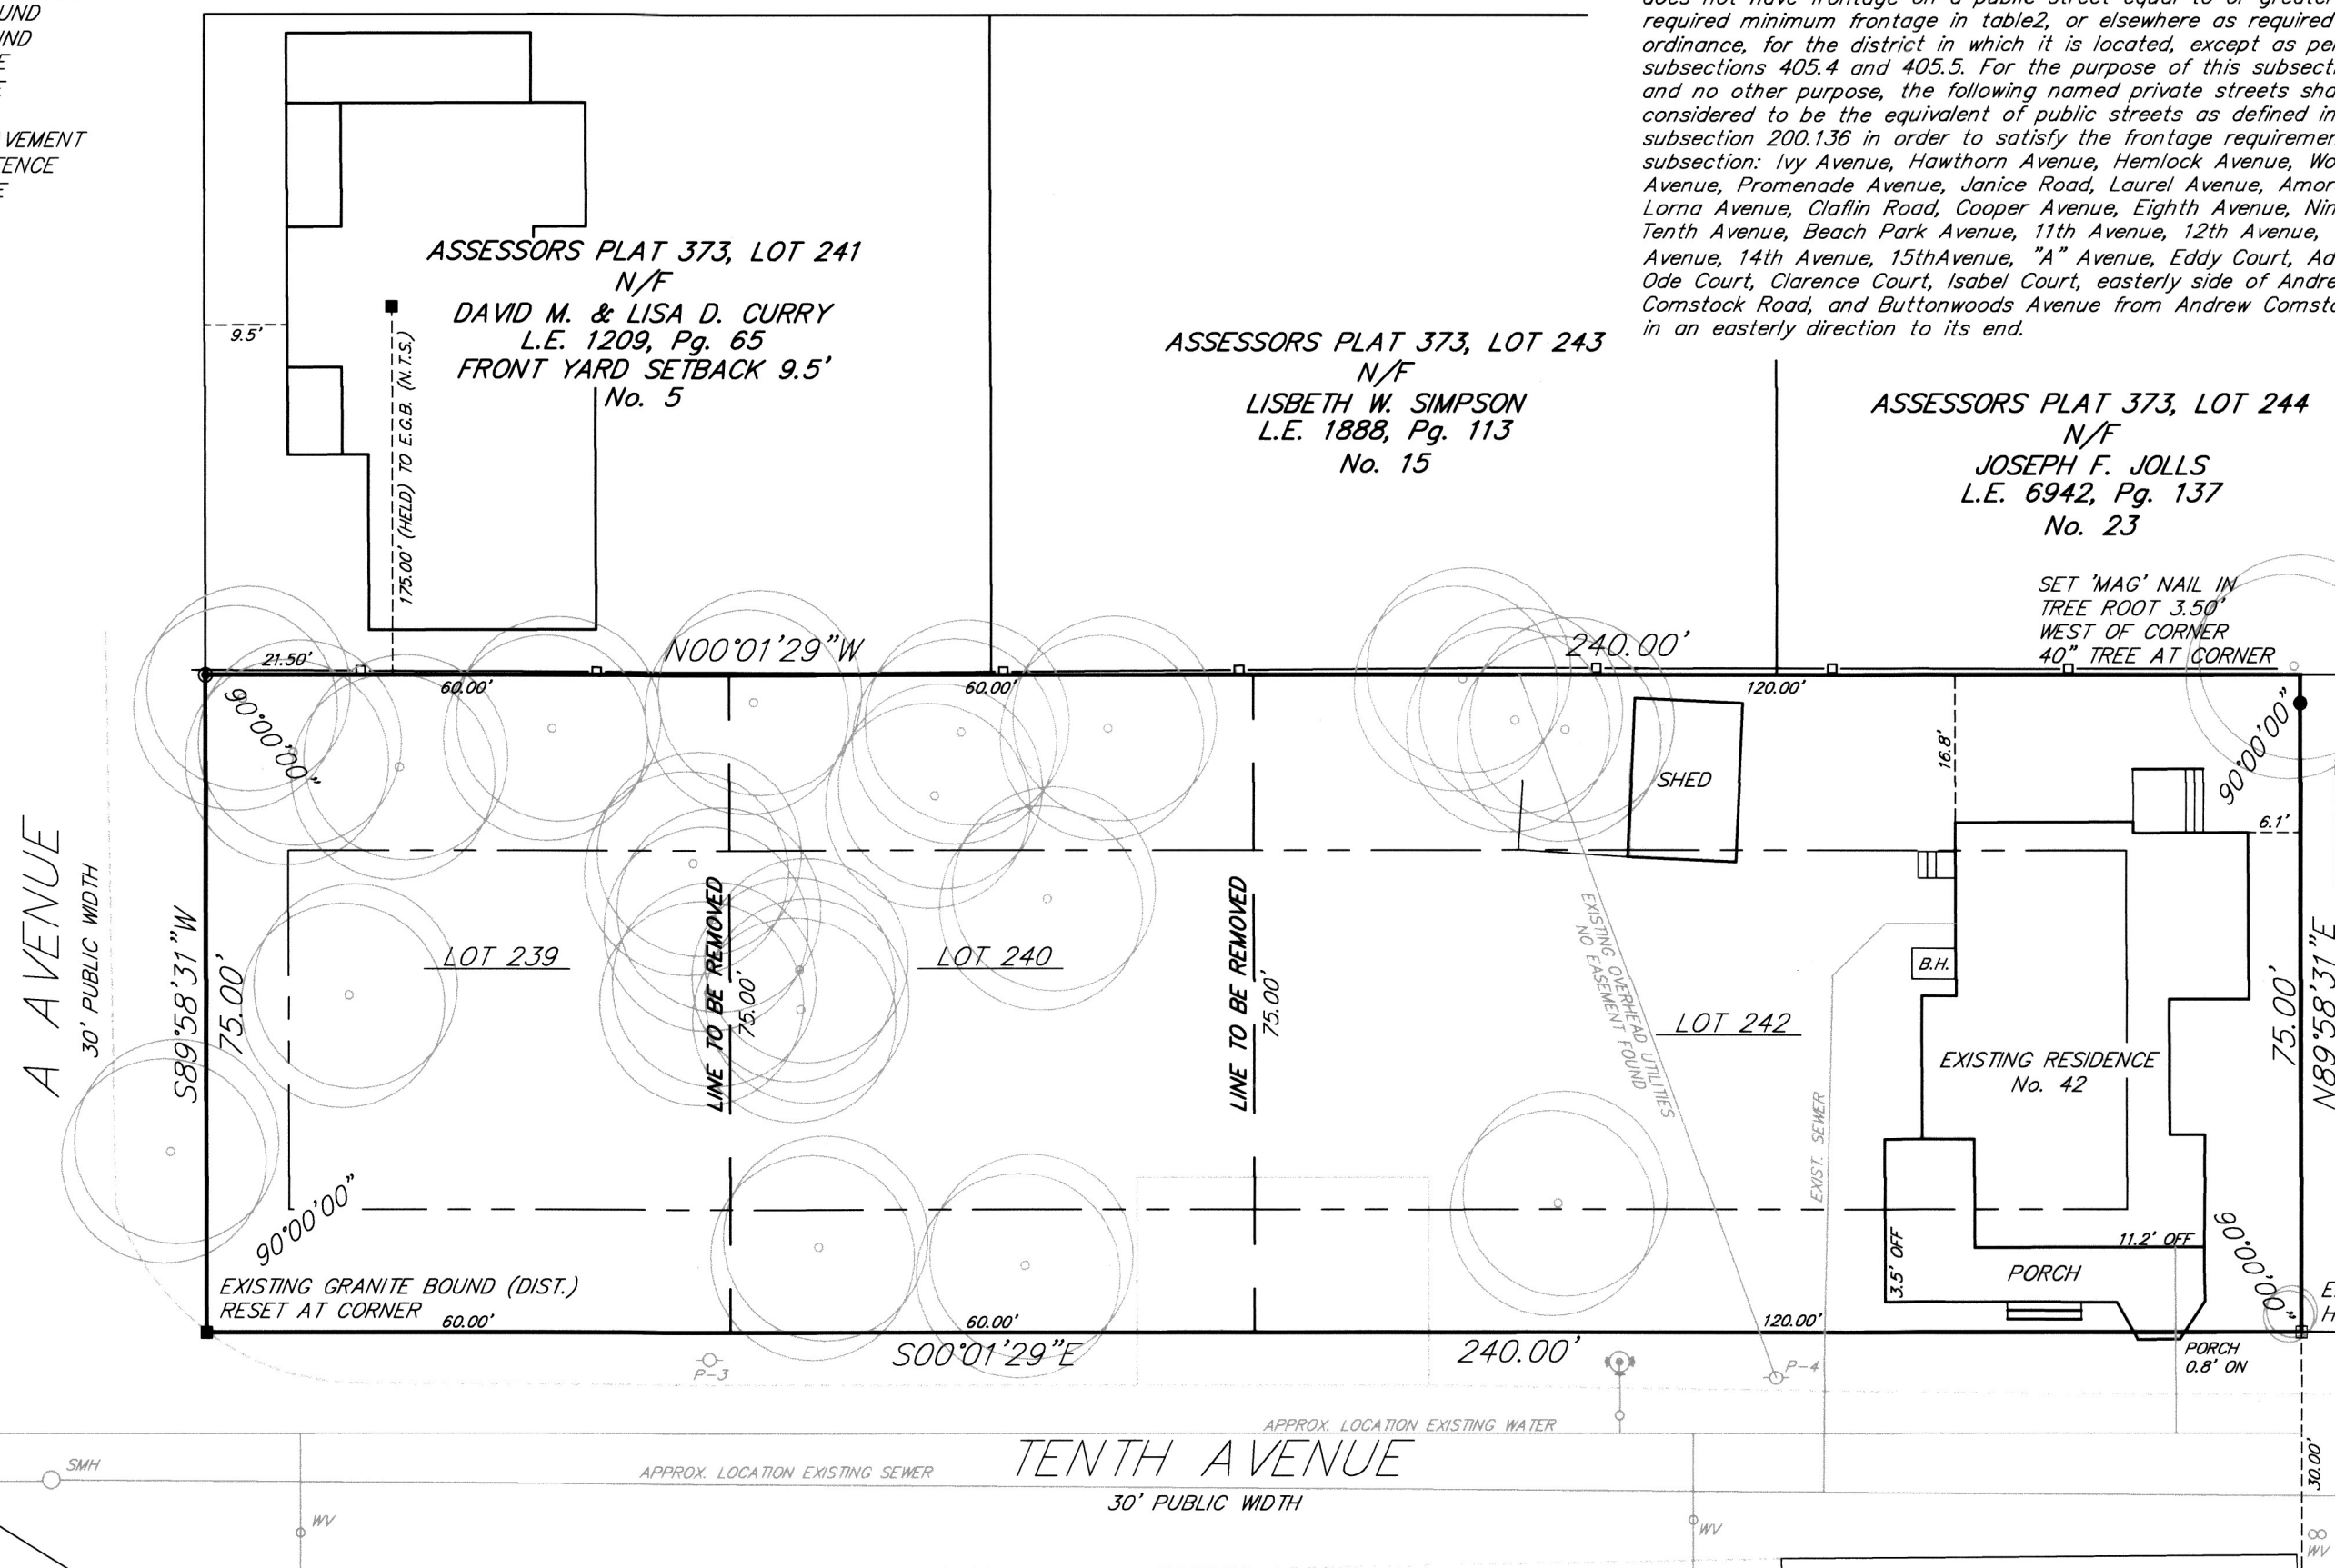 VEMENT
does not have frontage on a public street equal to or greater
required minimum frontage in table2, or elsewhere as required
ordinance, for the district in which it is located, except as
subsections 405.4 and 405.5. For the purpose of this
and no other purpose, the following named private streets
considered to be the equivalent of public streets as defined in
subsection 200.136 in order to satisfy the frontage
subsection: Ivy Avenue, Hawthorn Avenue, Hemlock Avenue,
Avenue, Promenade Avenue, Janice Road, Laurel Avenue,
Lorna Avenue, Claflin Road, Cooper Avenue, Eighth Avenue,
Tenth Avenue, Beach Park Avenue, 11th Avenue, 12th Avenue,
Avenue, 14th Avenue, 15thAvenue, "A" Avenue, Eddy Court,
Ode Court, Clarence Court, Isabel Court, easterly side of
Comstock Road, and Buttonwoods Avenue from Andrew
in an easterly direction to its end.
ASSESSORS PLAT 373, LOT 241
N/F
DAVID M. & LISA D. CURRY
L.E. 1209, Pg. 65
FRONT YARD SETBACK 9.5'
No. 5
9.5'
175.00' (HELD) TO E.G.B. (N.T.S.)
ASSESSORS PLAT 373, LOT 243
N/F
LISBETH W. SIMPSON
L.E. 1888, Pg. 113
No. 15
ASSESSORS PLAT 373, LOT 244
N/F
JOSEPH F. JOLLS
L.E. 6942, Pg. 137
No. 23
SET 'MAG' NAIL IN
TREE ROOT 3.50'
WEST OF CORNER
40" TREE AT CORNER
21.50'
N00°01'29"W
240.00'
60.00'
60.00'
120.00'
90°00'00"
90°00'00"
16.8'
SHED
6.1'
A AVENUE
30' PUBLIC WIDTH
S89°58'31"W
75.00'
LOT 239
LINE TO BE REMOVED
75.00'
LOT 240
LINE TO BE REMOVED
75.00'
EXISTING OVERHEAD UTILITIES
NO EASEMENT FOUND
LOT 242
B.H.
EXISTING RESIDENCE
No. 42
EXIST. SEWER
75.00'
N89°58'31"E
90°00'00"
90°00'00"
3.5' OFF
11.2' OFF
PORCH
EXISTING GRANITE BOUND (DIST.)
RESET AT CORNER
60.00'
60.00'
120.00'
S00°01'29"E
240.00'
PORCH
0.8' ON
P-3
P-4
APPROX. LOCATION EXISTING WATER
SMH
APPROX. LOCATION EXISTING SEWER
TENTH AVENUE
30' PUBLIC WIDTH
30.00'
WV
WV
WV